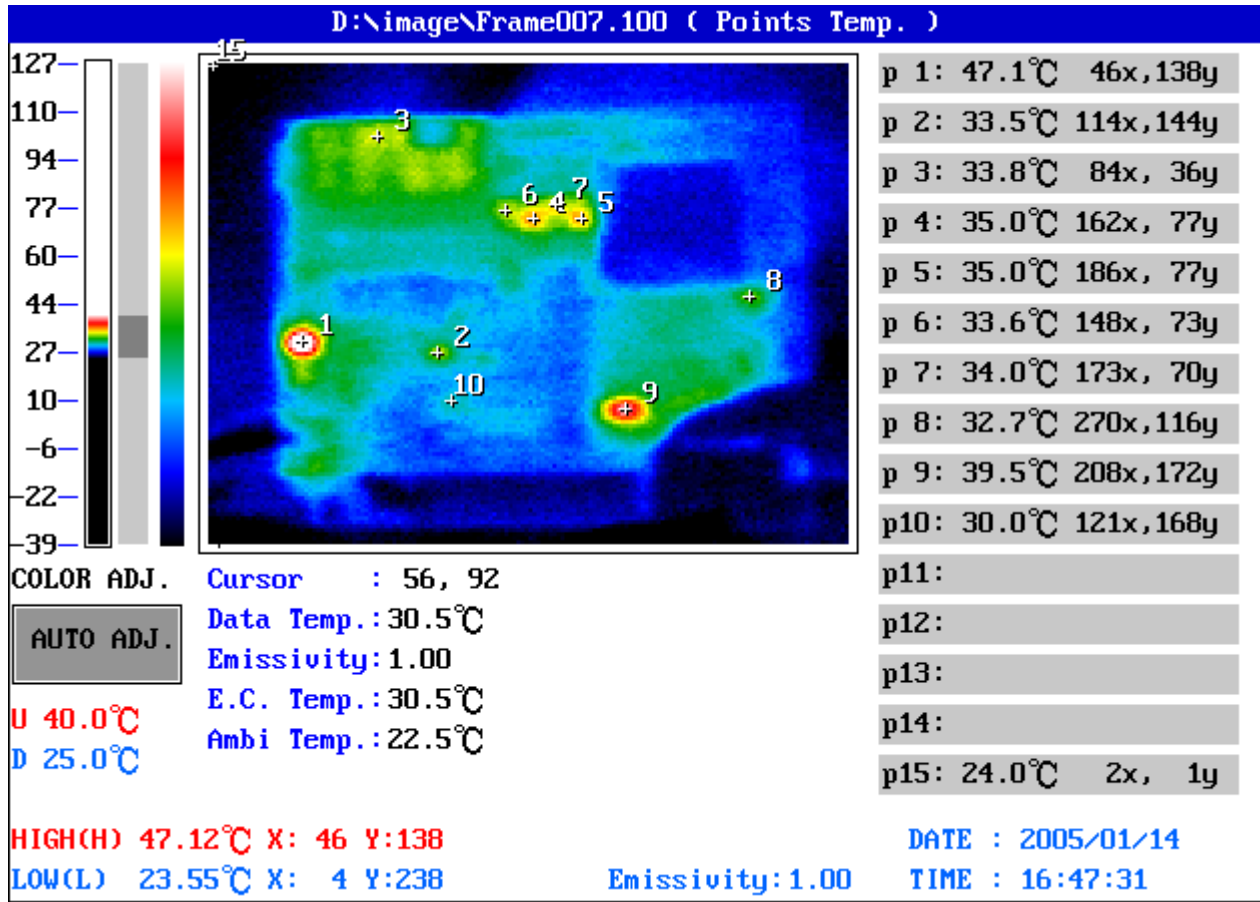 D:\image\Frame007.100 ( Points Temp. )
127
110
94
77
60
44
27
10
-6
-22
-39
15
3
6
4
7
5
8
1
2
10
9
p 1: 47.1℃ 46x,138y
p 2: 33.5℃ 114x,144y
p 3: 33.8℃ 84x, 36y
p 4: 35.0℃ 162x, 77y
p 5: 35.0℃ 186x, 77y
p 6: 33.6℃ 148x, 73y
p 7: 34.0℃ 173x, 70y
p 8: 32.7℃ 270x,116y
p 9: 39.5℃ 208x,172y
p10: 30.0℃ 121x,168y
p11:
p12:
p13:
p14:
p15: 24.0℃ 2x, 1y
COLOR ADJ.
AUTO ADJ.
U 40.0℃
D 25.0℃
Cursor : 56, 92
Data Temp.:30.5℃
Emissivity:1.00
E.C. Temp.:30.5℃
Ambi Temp.:22.5℃
HIGH(H) 47.12℃ X: 46 Y:138
LOW(L) 23.55℃ X: 4 Y:238
Emissivity:1.00
DATE : 2005/01/14
TIME : 16:47:31